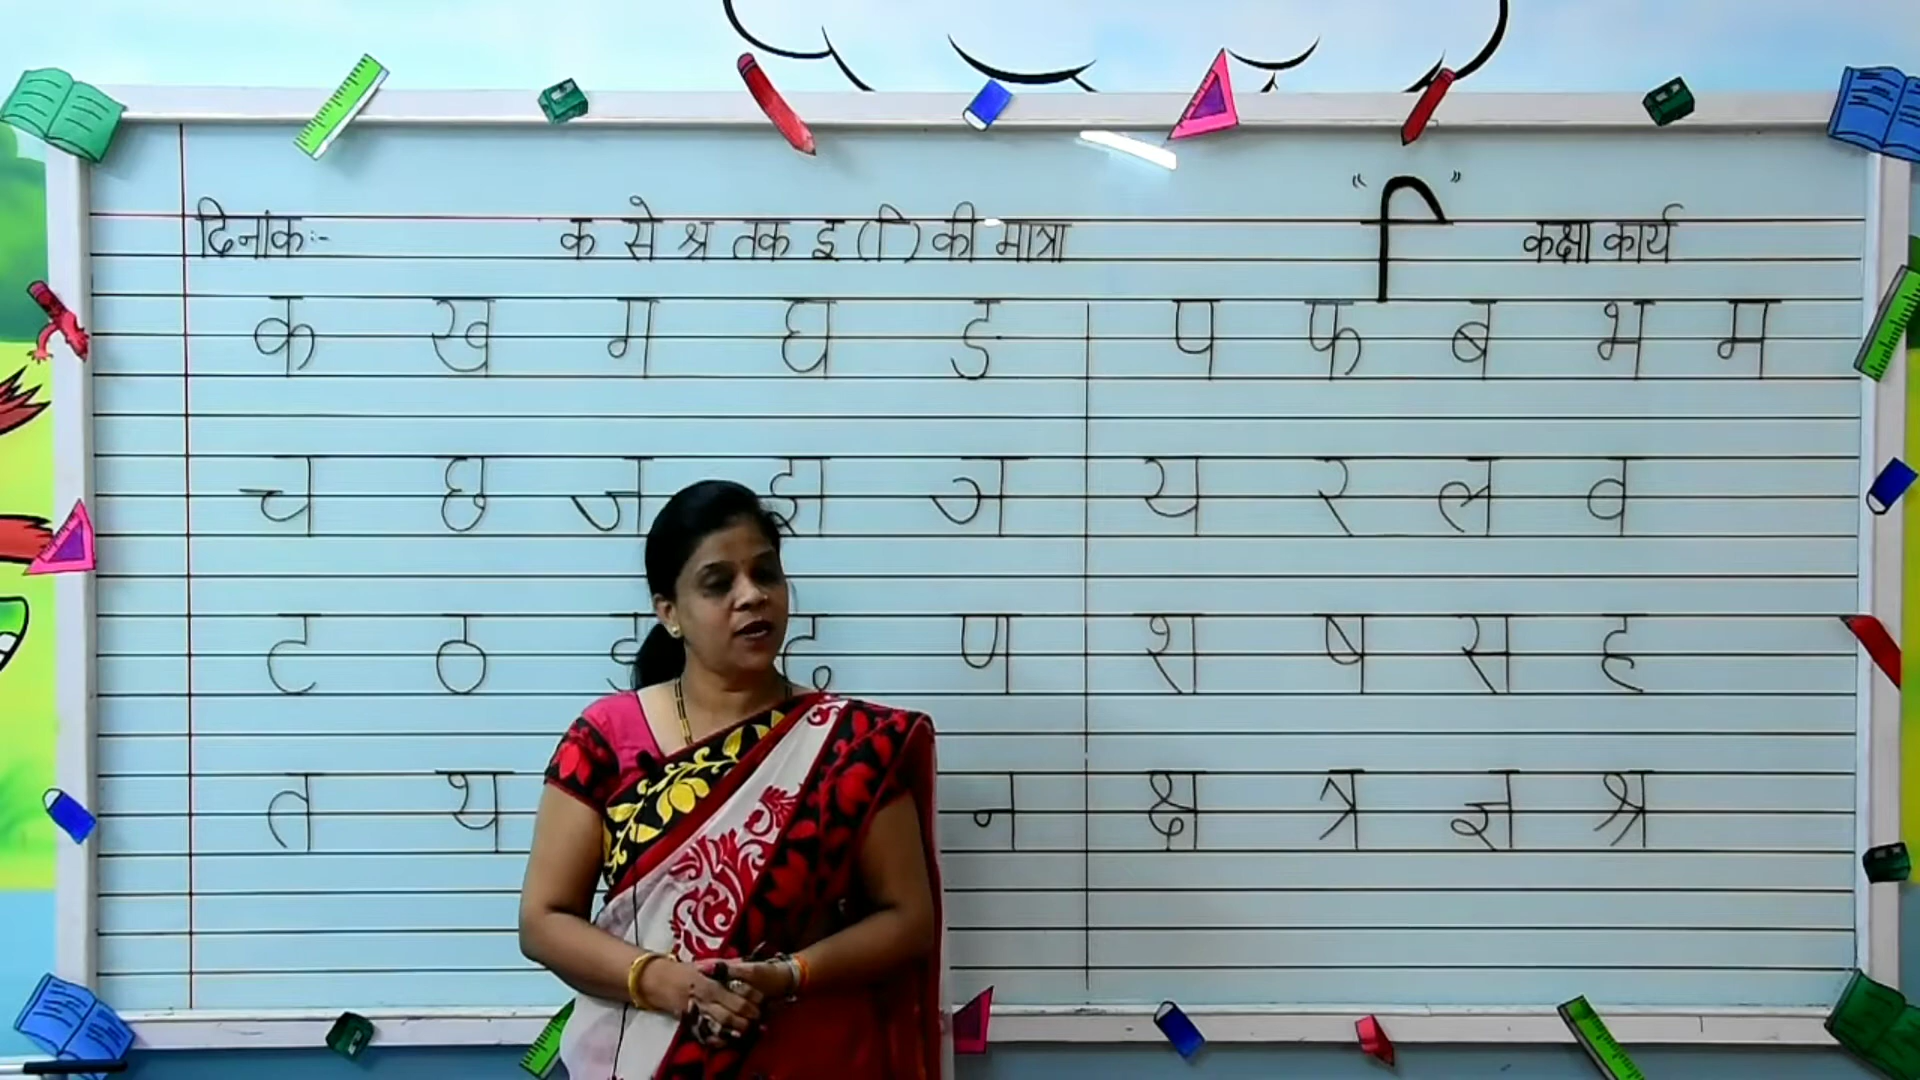 दिनांक:- क से श्र तक इ ( ि) की मात्रा " ि" कक्षा कार्य
क ख ग घ ड. प फ ब भ म
च छ ज झ ञ य र ल व
ट ठ ण श ष स ह
त थ न क्ष त्र ज्ञ श्र